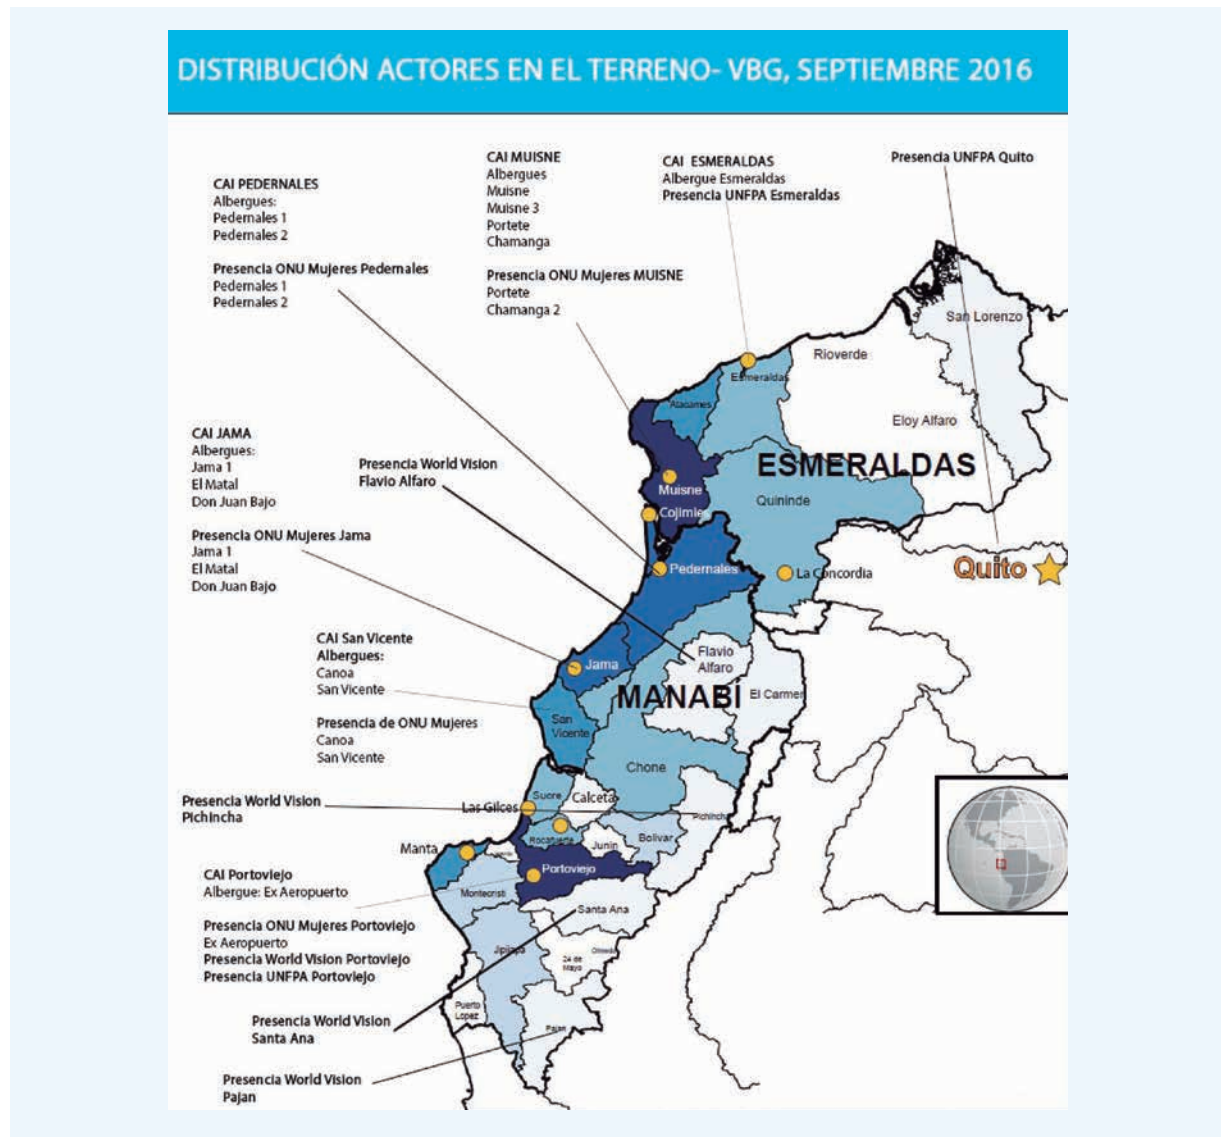 DISTRIBUCIÓN ACTORES EN EL TERRENO- VBG, SEPTIEMBRE 2016
CAI PEDERNALES
Albergues:
Pedernales 1
Pedernales 2
Presencia ONU Mujeres Pedernales
Pedernales 1
Pedernales 2
CAI MUISNE
Albergues
Muisne
Muisne 3
Portete
Chamanga
Presencia ONU Mujeres MUISNE
Portete
Chamanga 2
CAI ESMERALDAS
Albergue Esmeraldas
Presencia UNFPA Esmeraldas
Presencia UNFPA Quito
CAI JAMA
Albergues:
Jama 1
El Matal
Don Juan Bajo
Presencia ONU Mujeres Jama
Jama 1
El Matal
Don Juan Bajo
Presencia World Vision
Flavio Alfaro
CAI San Vicente
Albergues:
Canoa
San Vicente
Presencia de ONU Mujeres
Canoa
San Vicente
Presencia World Vision
Pichincha
CAI Portoviejo
Albergue: Ex Aeropuerto
Presencia ONU Mujeres Portoviejo
Ex Aeropuerto
Presencia World Vision Portoviejo
Presencia UNFPA Portoviejo
Presencia World Vision
Santa Ana
Presencia World Vision
Pajan
San Lorenzo
Rioverde
Esmeraldas
Atacames
Eloy Alfaro
ESMERALDAS
Muisne
Quininde
Cojimies
Pedernales
La Concordia
Quito
Flavio
Alfaro
Jama
MANABÍ
El Carmen
San
Vicente
Chone
Sucre
Calceta
Las Gilces
Pichincha
Rocafuerte
Junin
Bolivar
Manta
Portoviejo
Montecristi
Santa Ana
Jipijapa
Olmedo
24 de
Mayo
Puerto
Lopez
Pajan